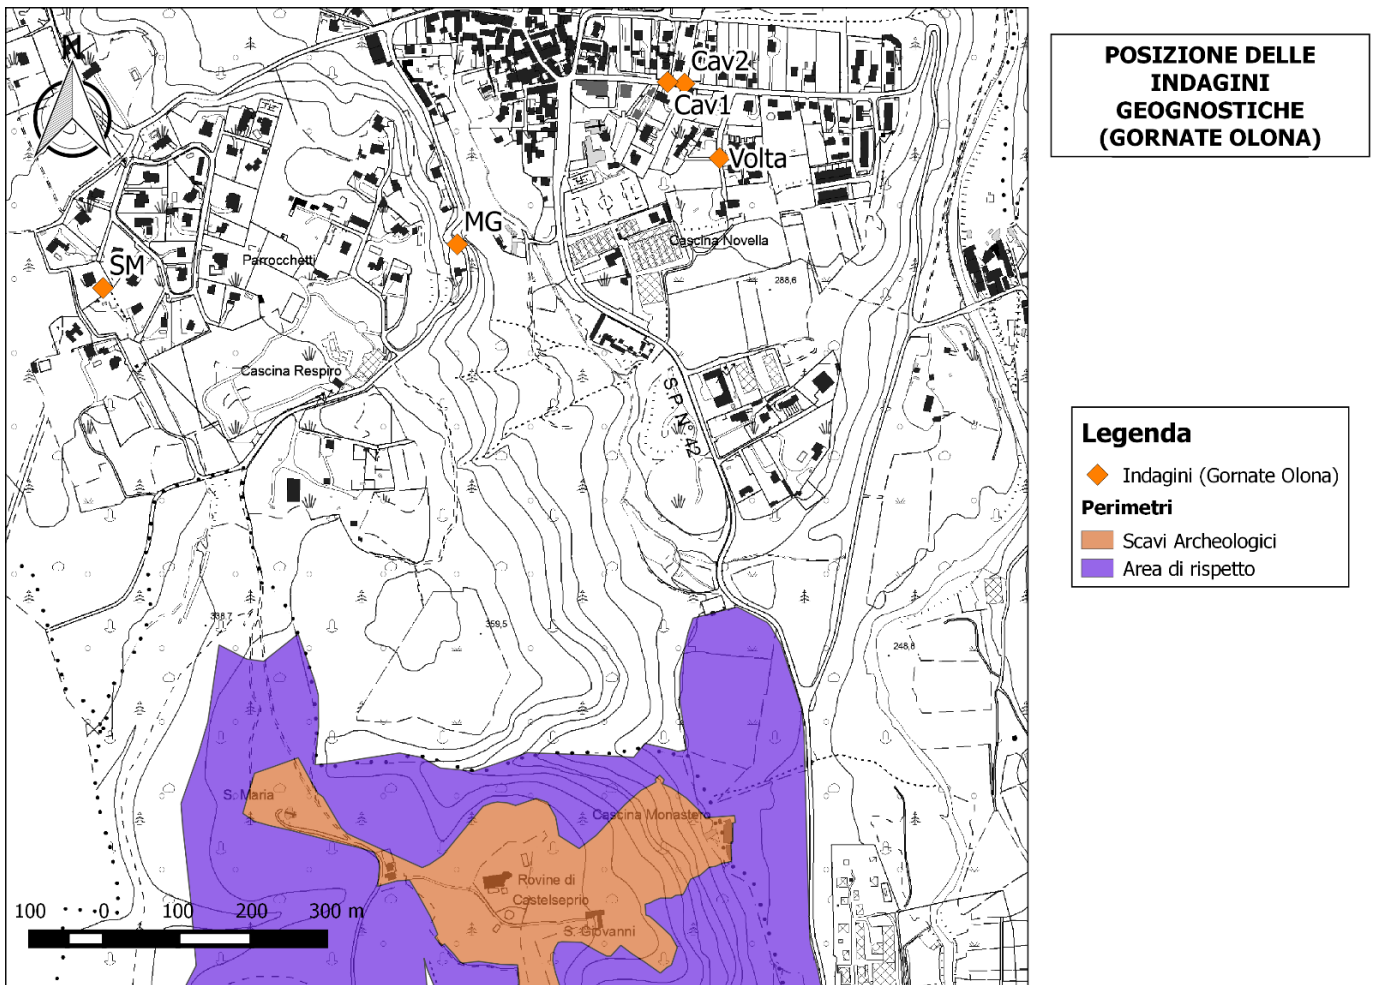 POSIZIONE DELLE
INDAGINI
GEOGNOSTICHE
(GORNATE OLONA)
N
Cav2
Cav1
Volta
MG
SM
Parrocchetti
Cascina Novella
288,6
Cascina Respiro
S.P. N° 42
338,7
359,5
248,8
S. Maria
Cascina Monastero
Rovine di
Castelseprio
S. Giovanni
100 0 100 200 300 m
Legenda
Indagini (Gornate Olona)
Perimetri
Scavi Archeologici
Area di rispetto